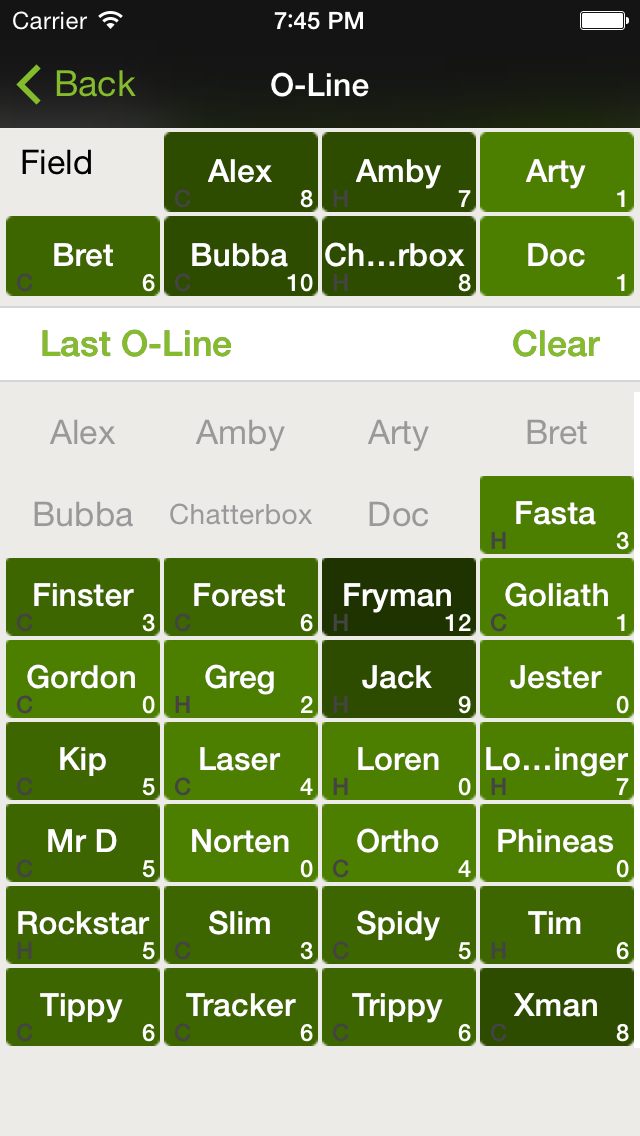 Carrier 7:45 PM
Back O-Line
Field Alex Amby Arty
C 8 H 7 1
Bret Bubba Ch...rbox Doc
C 6 C 10 H 8 1
Last O-Line Clear
Alex Amby Arty Bret
Bubba Chatterbox Doc Fasta
H 3
Finster Forest Fryman Goliath
C 3 C 6 H 12 C 1
Gordon Greg Jack Jester
C 0 H 2 H 9 0
Kip Laser Loren Lo...inger
C 5 C 4 H 0 H 7
Mr D Norten Ortho Phineas
C 5 0 C 4 0
Rockstar Slim Spidy Tim
H 5 C 3 C 5 H 6
Tippy Tracker Trippy Xman
C 6 C 6 C 6 C 8